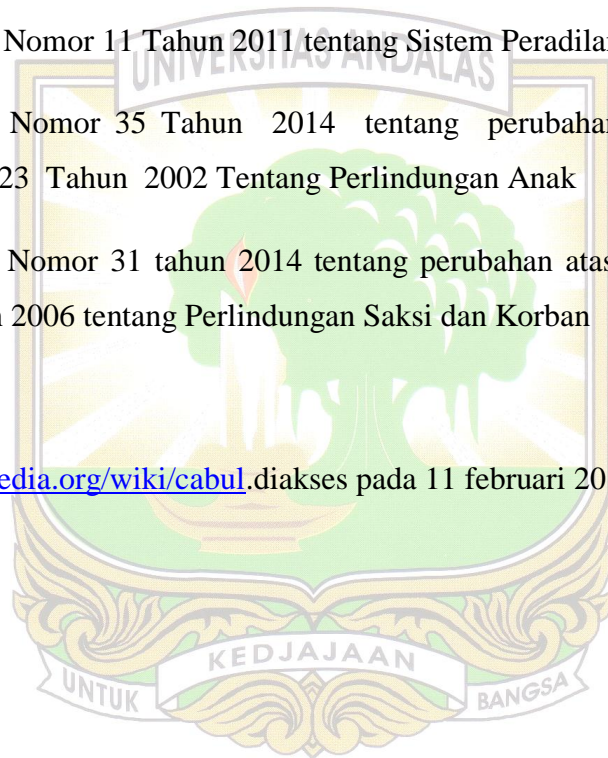 Nomor 11 Tahun 2011 tentang Sistem Peradilan
UNIVERSITAS ANDALAS
Nomor 35 Tahun 2014 tentang perubahan
23 Tahun 2002 Tentang Perlindungan Anak
Nomor 31 tahun 2014 tentang perubahan atas
2006 tentang Perlindungan Saksi dan Korban
edia.org/wiki/cabul.diakses pada 11 februari 20
KEDJAJAAN
UNTUK BANGSA